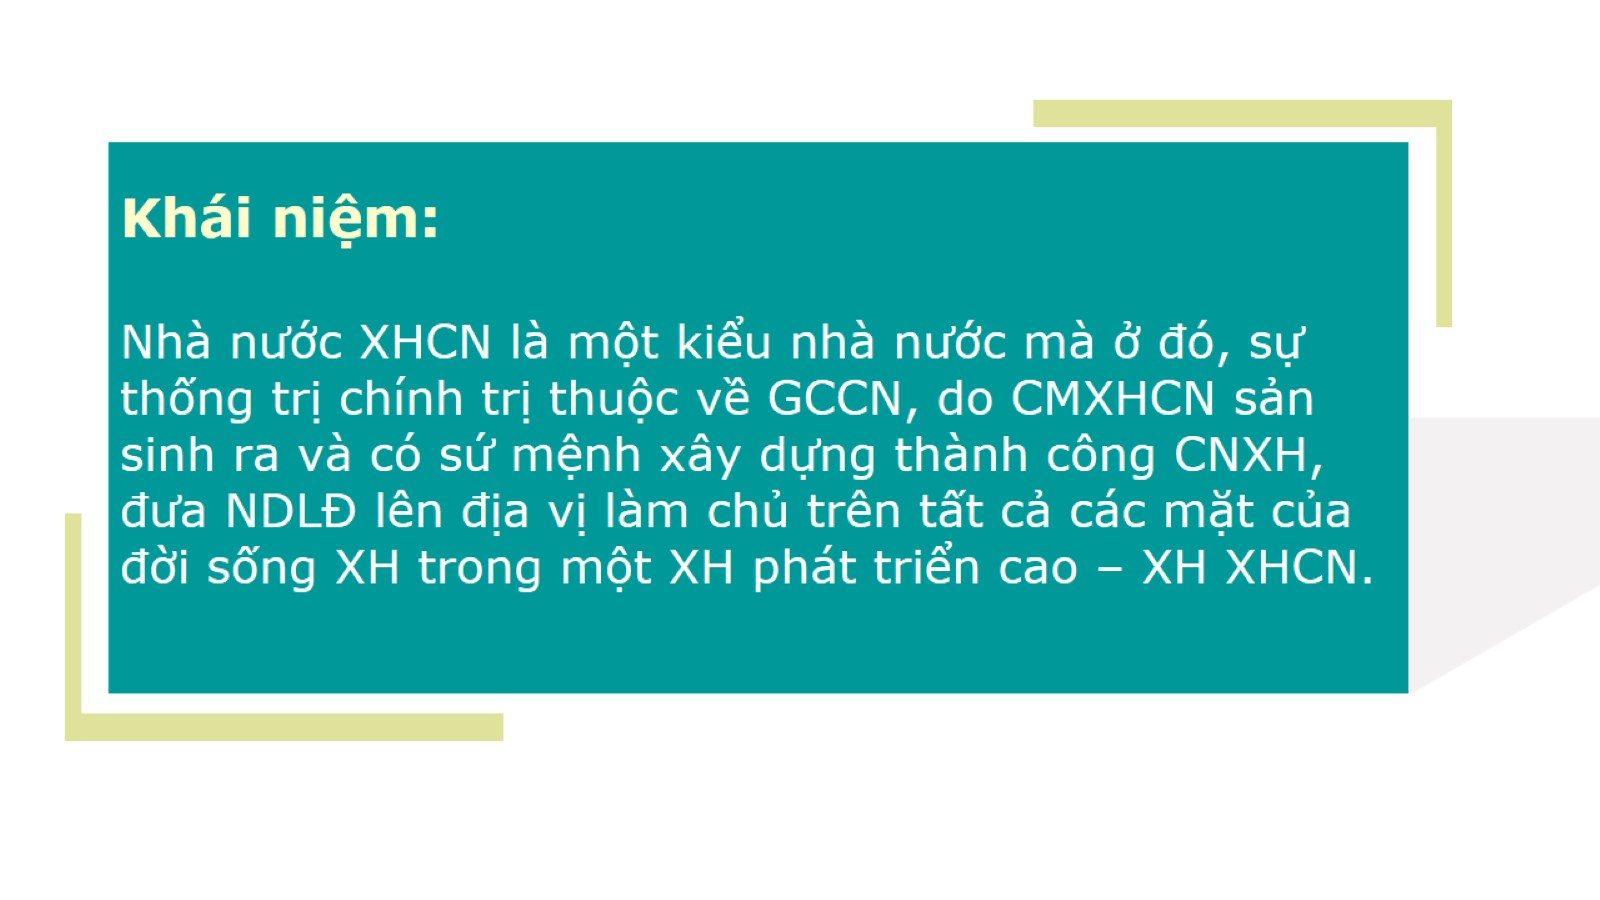 Khái niệm:
Nhà nước XHCN là một kiểu nhà nước mà ở đó, sự
thống trị chính trị thuộc về GCCN, do CMXHCN sản
sinh ra và có sứ mệnh xây dựng thành công CNXH,
đưa NDLĐ lên địa vị làm chủ trên tất cả các mặt của
đời sống XH trong một XH phát triển cao – XH XHCN.